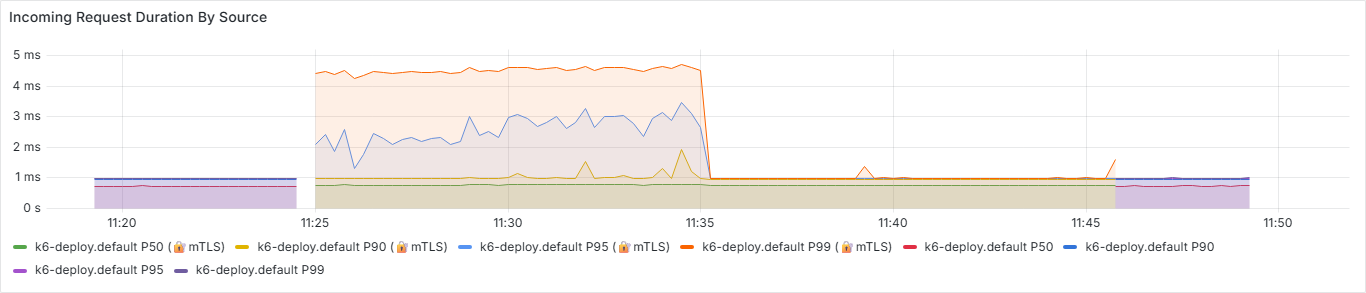 Incoming Request Duration By Source
5 ms
4 ms
3 ms
2 ms
1 ms
0 s
11:20 11:25 11:30 11:35 11:40 11:45 11:50
k6-deploy.default P50 (🔐mTLS) k6-deploy.default P90 (🔐mTLS) k6-deploy.default P95 (🔐mTLS) k6-deploy.default P99 (🔐mTLS) k6-deploy.default P50 k6-deploy.default P90
k6-deploy.default P95 k6-deploy.default P99